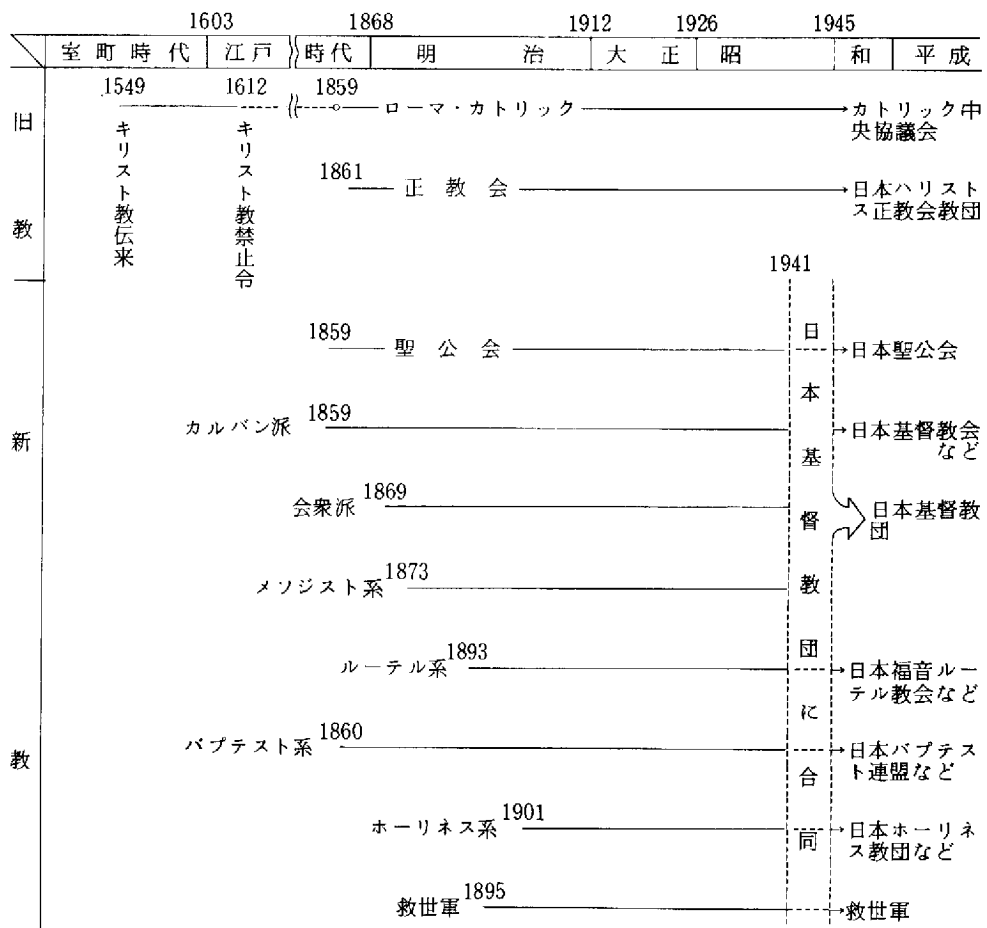 1603 1868 1912 1926 1945
室町時代 江戸 時代 明治 大正 昭 和 平成
旧教
1549 1612 1859
ローマ・カトリック
カトリック中
央協議会
キリスト教伝来
キリスト教禁止令
1861
正教会
日本ハリスト
ス正教会教団
1941
日本基督教団に合同
新教
1859
聖公会
日本聖公会
カルバン派 1859
日本基督教会
など
会衆派 1869
日本基督教
団
メソジスト系 1873
ルーテル系 1893
日本福音ルー
テル教会など
バプテスト系 1860
日本バプテス
ト連盟など
ホーリネス系 1901
日本ホーリネ
ス教団など
救世軍 1895
救世軍